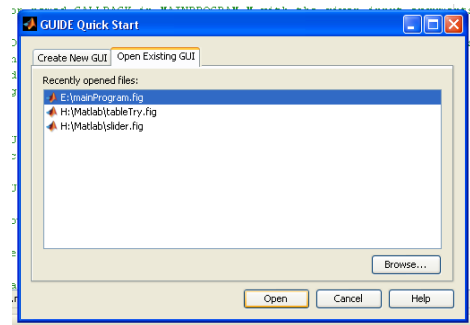 GUIDE Quick Start
Create New GUI
Open Existing GUI
Recently opened files:
E:\mainProgram.fig
H:\Matlab\tableTry.fig
H:\Matlab\slider.fig
Browse...
Open
Cancel
Help